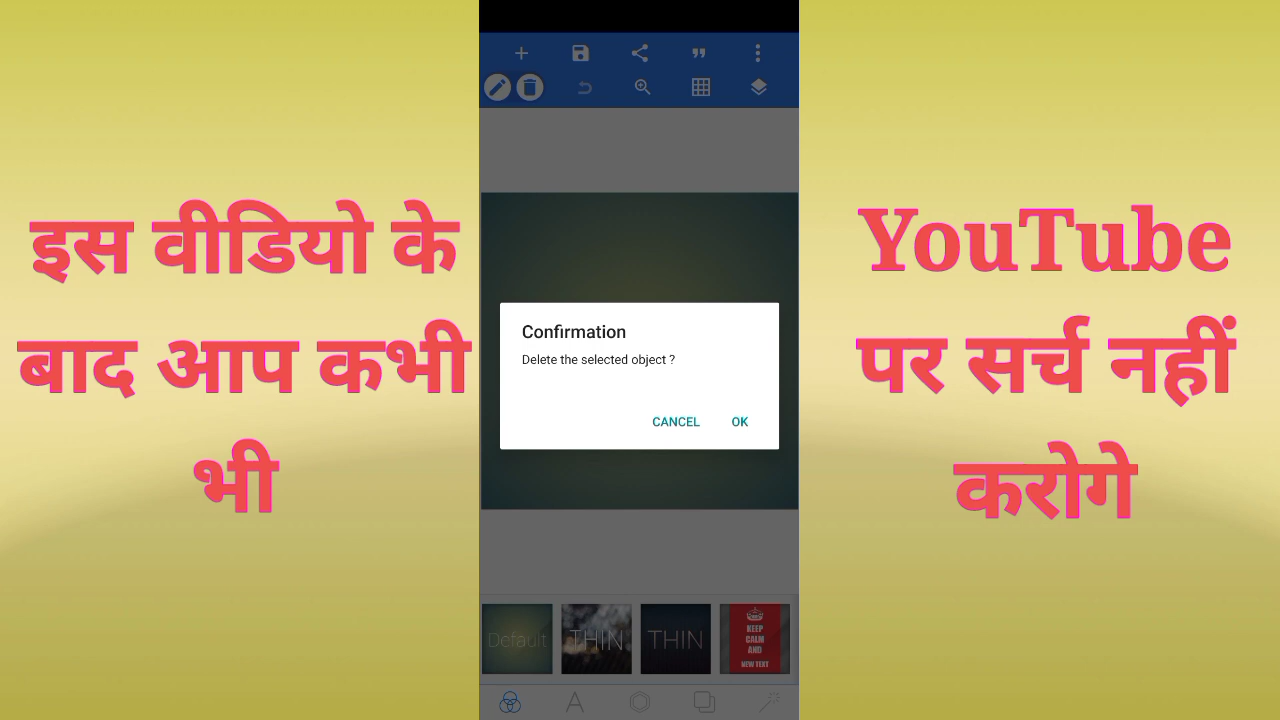 इस वीडियो के
बाद आप कभी
भी
Confirmation
Delete the selected object ?
CANCEL OK
Default
THIN
THIN
KEEP
CALM
AND
NEW TEXT
YouTube
पर सर्च नहीं
करोगे